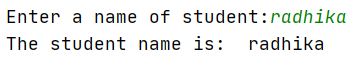 Enter a name of student:radhika
The student name is:  radhika